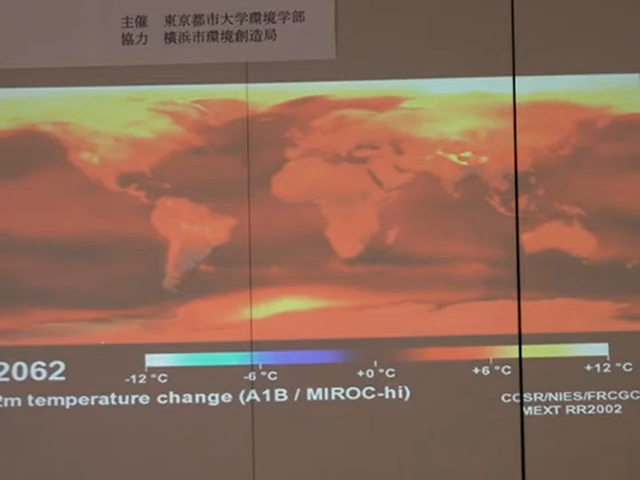 主催 東京都市大学環境学部
協力 横浜市環境創造局
2062
-12 °C
-6 °C
+0 °C
+6 °C
+12 °C
2m temperature change (A1B / MIROC-hi)
CCSR/NIES/FRCGC
MEXT RR2002